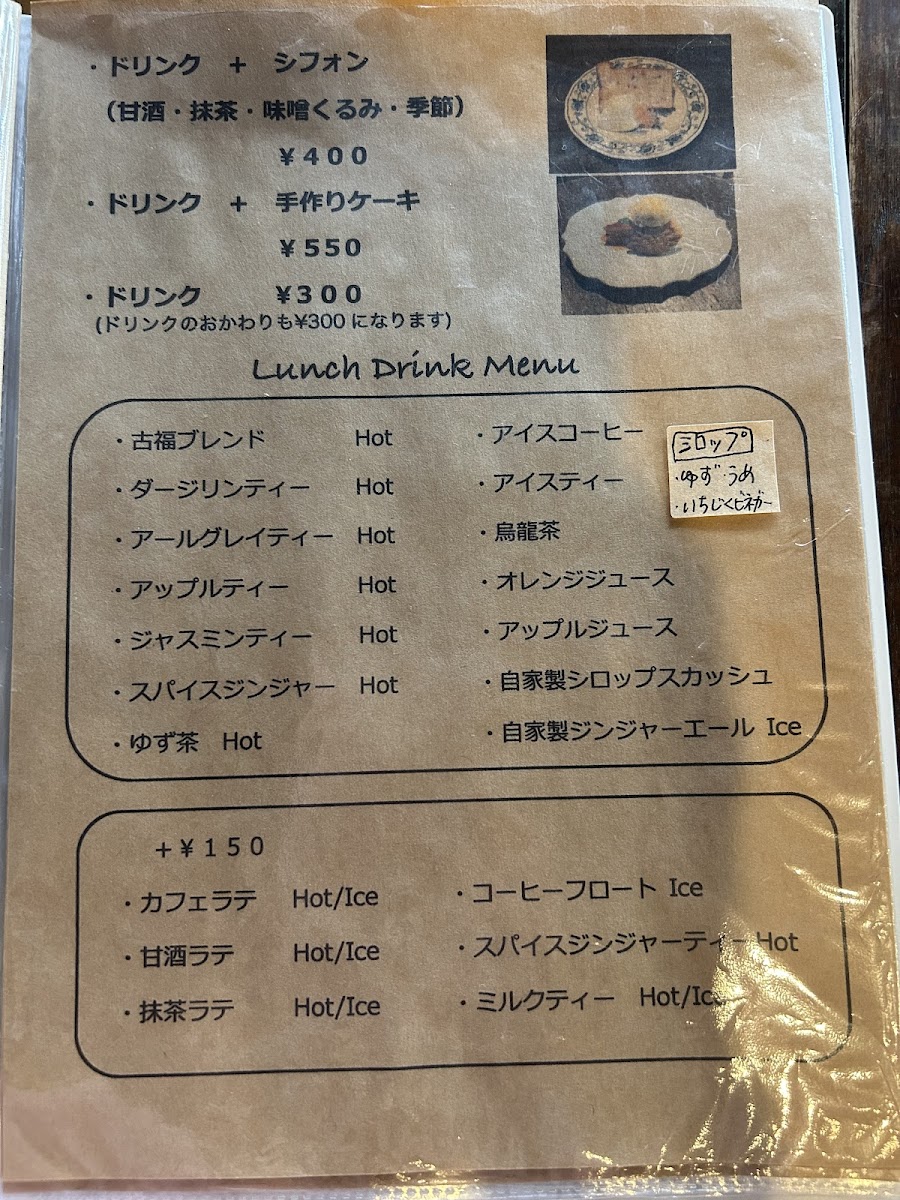 ・ドリンク ＋ シフォン
（甘酒・抹茶・味噌くるみ・季節）
￥４００
・ドリンク ＋ 手作りケーキ
￥550
・ドリンク ￥３００
(ドリンクのおかわりも¥300 になります)
Lunch Drink Menu
・古福ブレンド Hot
・ダージリンティー Hot
・アールグレイティー Hot
・アップルティー Hot
・ジャスミンティー Hot
・スパイスジンジャー Hot
・ゆず茶 Hot
・アイスコーヒー
・アイスティー
・烏龍茶
・オレンジジュース
・アップルジュース
・自家製シロップスカッシュ
・自家製ジンジャーエール Ice
シロップ
・ゆず・うめ
・いちじくビネガー
＋￥１５０
・カフェラテ Hot/Ice
・甘酒ラテ Hot/Ice
・抹茶ラテ Hot/Ice
・コーヒーフロート Ice
・スパイスジンジャーティー Hot
・ミルクティー Hot/Ice